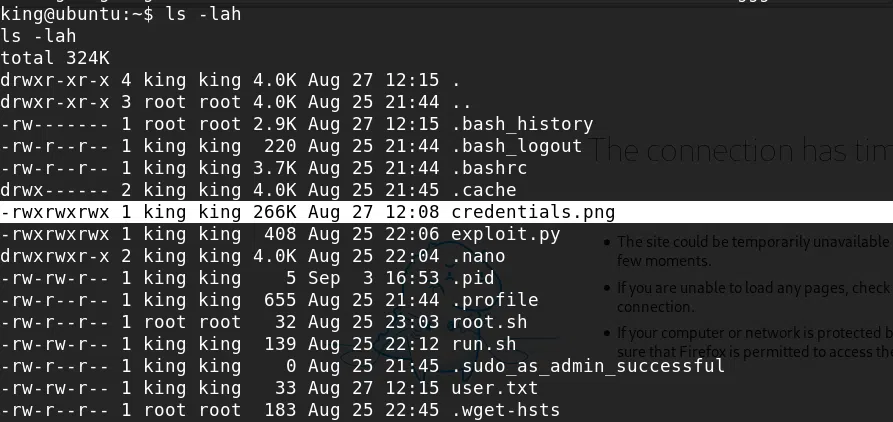 king@ubuntu:~$ ls -lah
ls -lah
total 324K
drwxr-xr-x 4 king king 4.0K Aug 27 12:15 .
drwxr-xr-x 3 root root 4.0K Aug 25 21:44 ..
-rw------- 1 root root 2.9K Aug 27 12:15 .bash_history
-rw-r--r-- 1 king king  220 Aug 25 21:44 .bash_logout
-rw-r--r-- 1 king king 3.7K Aug 25 21:44 .bashrc
drwx------ 2 king king 4.0K Aug 25 21:45 .cache
-rwxrwxrwx 1 king king 266K Aug 27 12:08 credentials.png
-rwxrwxrwx 1 king king  408 Aug 25 22:06 exploit.py
drwxrwxr-x 2 king king 4.0K Aug 25 22:04 .nano
-rw-rw-r-- 1 king king    5 Sep  3 16:53 .pid
-rw-r--r-- 1 king king  655 Aug 25 21:44 .profile
-rw-r--r-- 1 root root   32 Aug 25 23:03 root.sh
-rw-rw-r-- 1 king king  139 Aug 25 22:12 run.sh
-rw-r--r-- 1 king king    0 Aug 25 21:45 .sudo_as_admin_successful
-rw-rw-r-- 1 king king   33 Aug 27 12:15 user.txt
-rw-r--r-- 1 root root  183 Aug 25 22:45 .wget-hsts
The connection has
The site could be temporarily unavailable
few moments.
If you are unable to load any pages, check
connection.
If your computer or network is protected
sure that Firefox is permitted to access